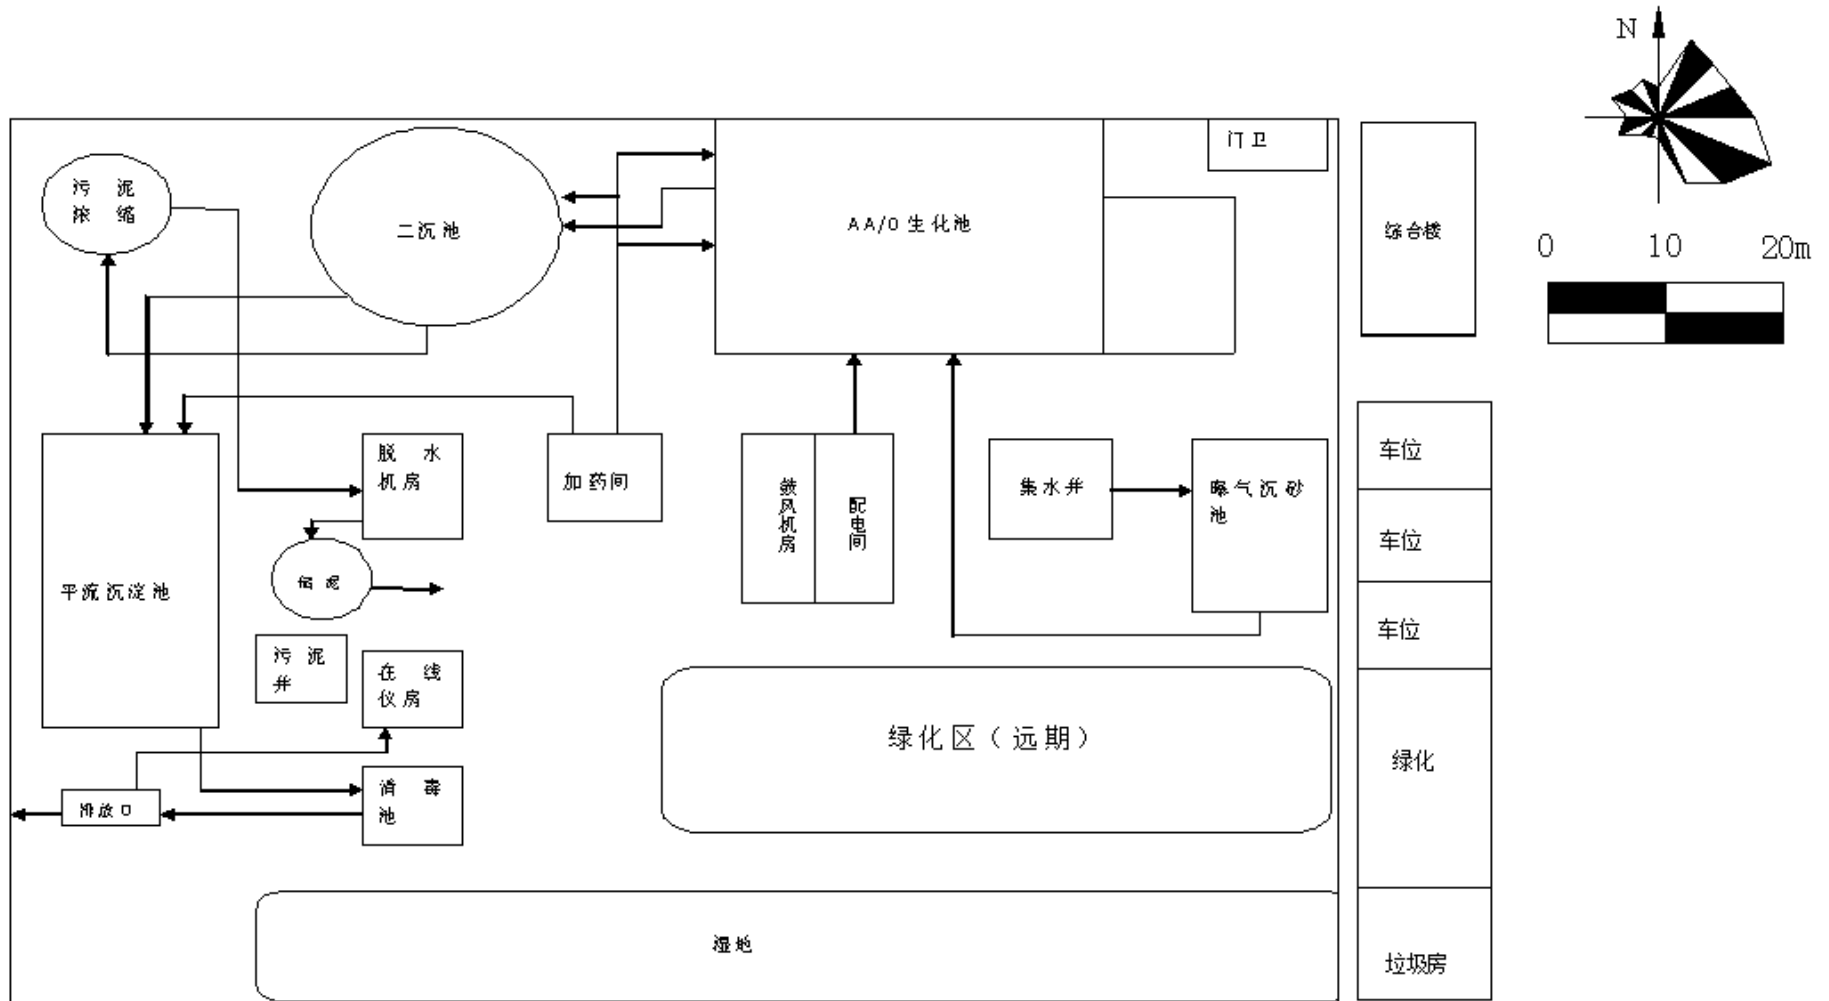 N
门卫
污 泥
浓 缩
二沉池
AA/O生化池
综合楼
0 10 20m
脱 水
机房
加药间
鼓风机房
配电间
集水井
曝气沉砂
池
车位
车位
车位
平流沉淀池
储泥
污泥
井
在线
仪房
绿化区（远期）
绿化
消毒
池
排放口
湿地
垃圾房